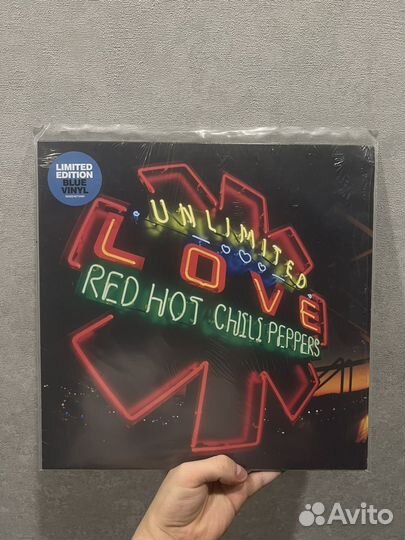 LIMITED
EDITION
BLUE
VINYL
UNLIMITED
LOVE
RED HOT CHILI PEPPERS
Avito